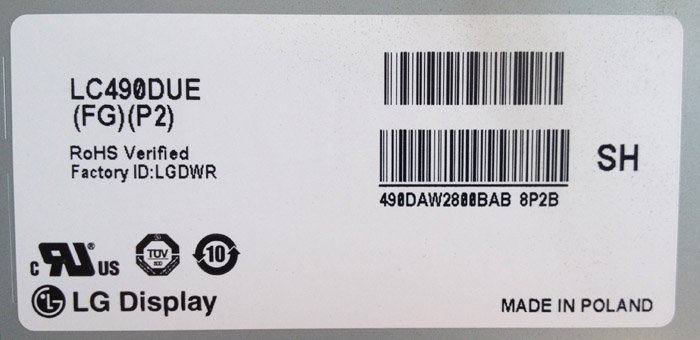 LC490DUE
(FG)(P2)
RoHS Verified
Factory ID:LGDWR
490DAW2800BAB 8P2B
SH
c RU US
TÜV
10
LG Display
MADE IN POLAND